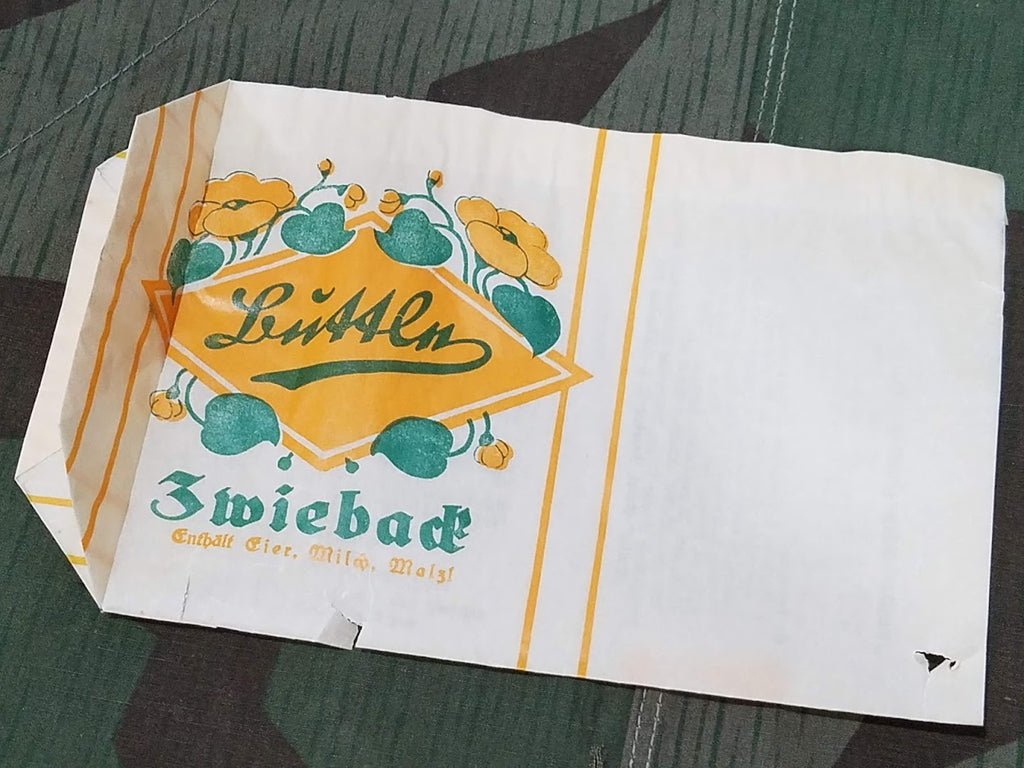 Zwieback
Enthält Eier, Milch, Malz!